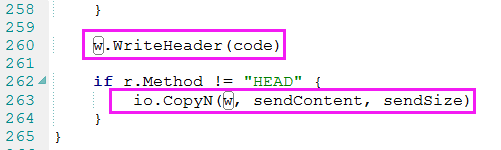 258 }
259
260 w.WriteHeader(code)
261
262 if r.Method != "HEAD" {
263 io.CopyN(w, sendContent, sendSize)
264 }
265 }